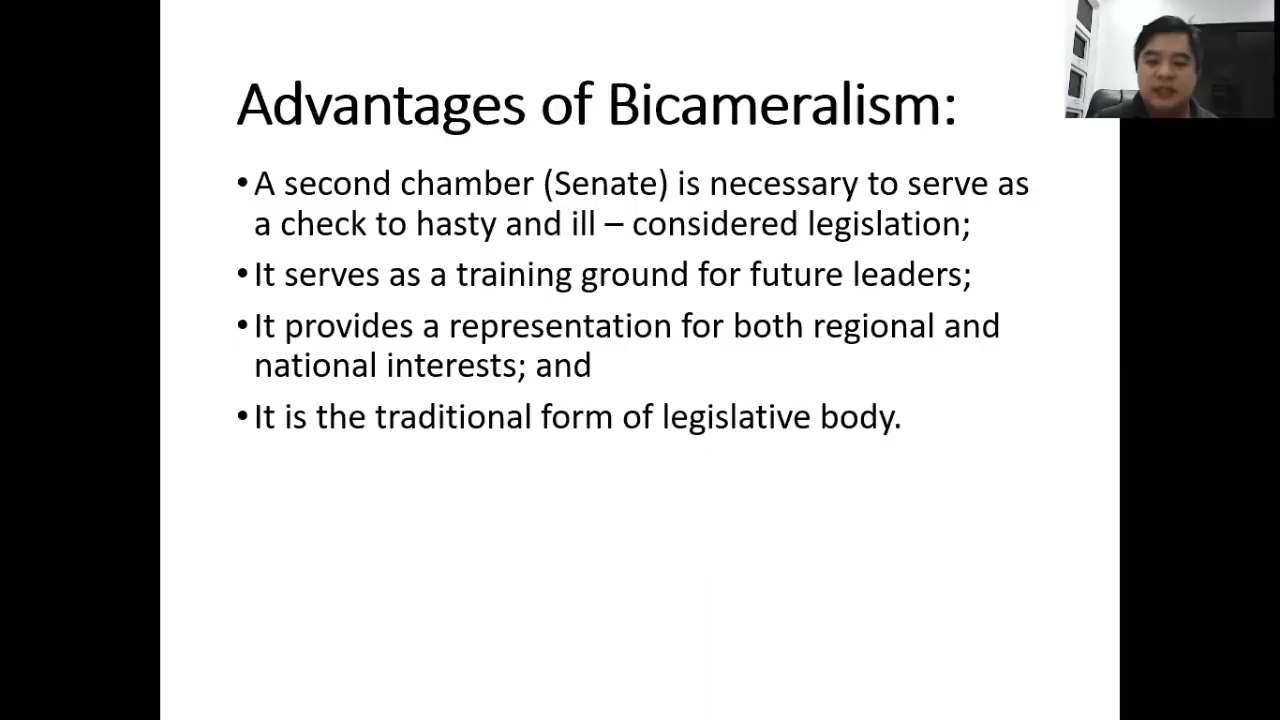 Advantages of Bicameralism:
•A second chamber (Senate) is necessary to serve as
a check to hasty and ill – considered legislation;
•It serves as a training ground for future leaders;
•It provides a representation for both regional and
national interests; and
•It is the traditional form of legislative body.